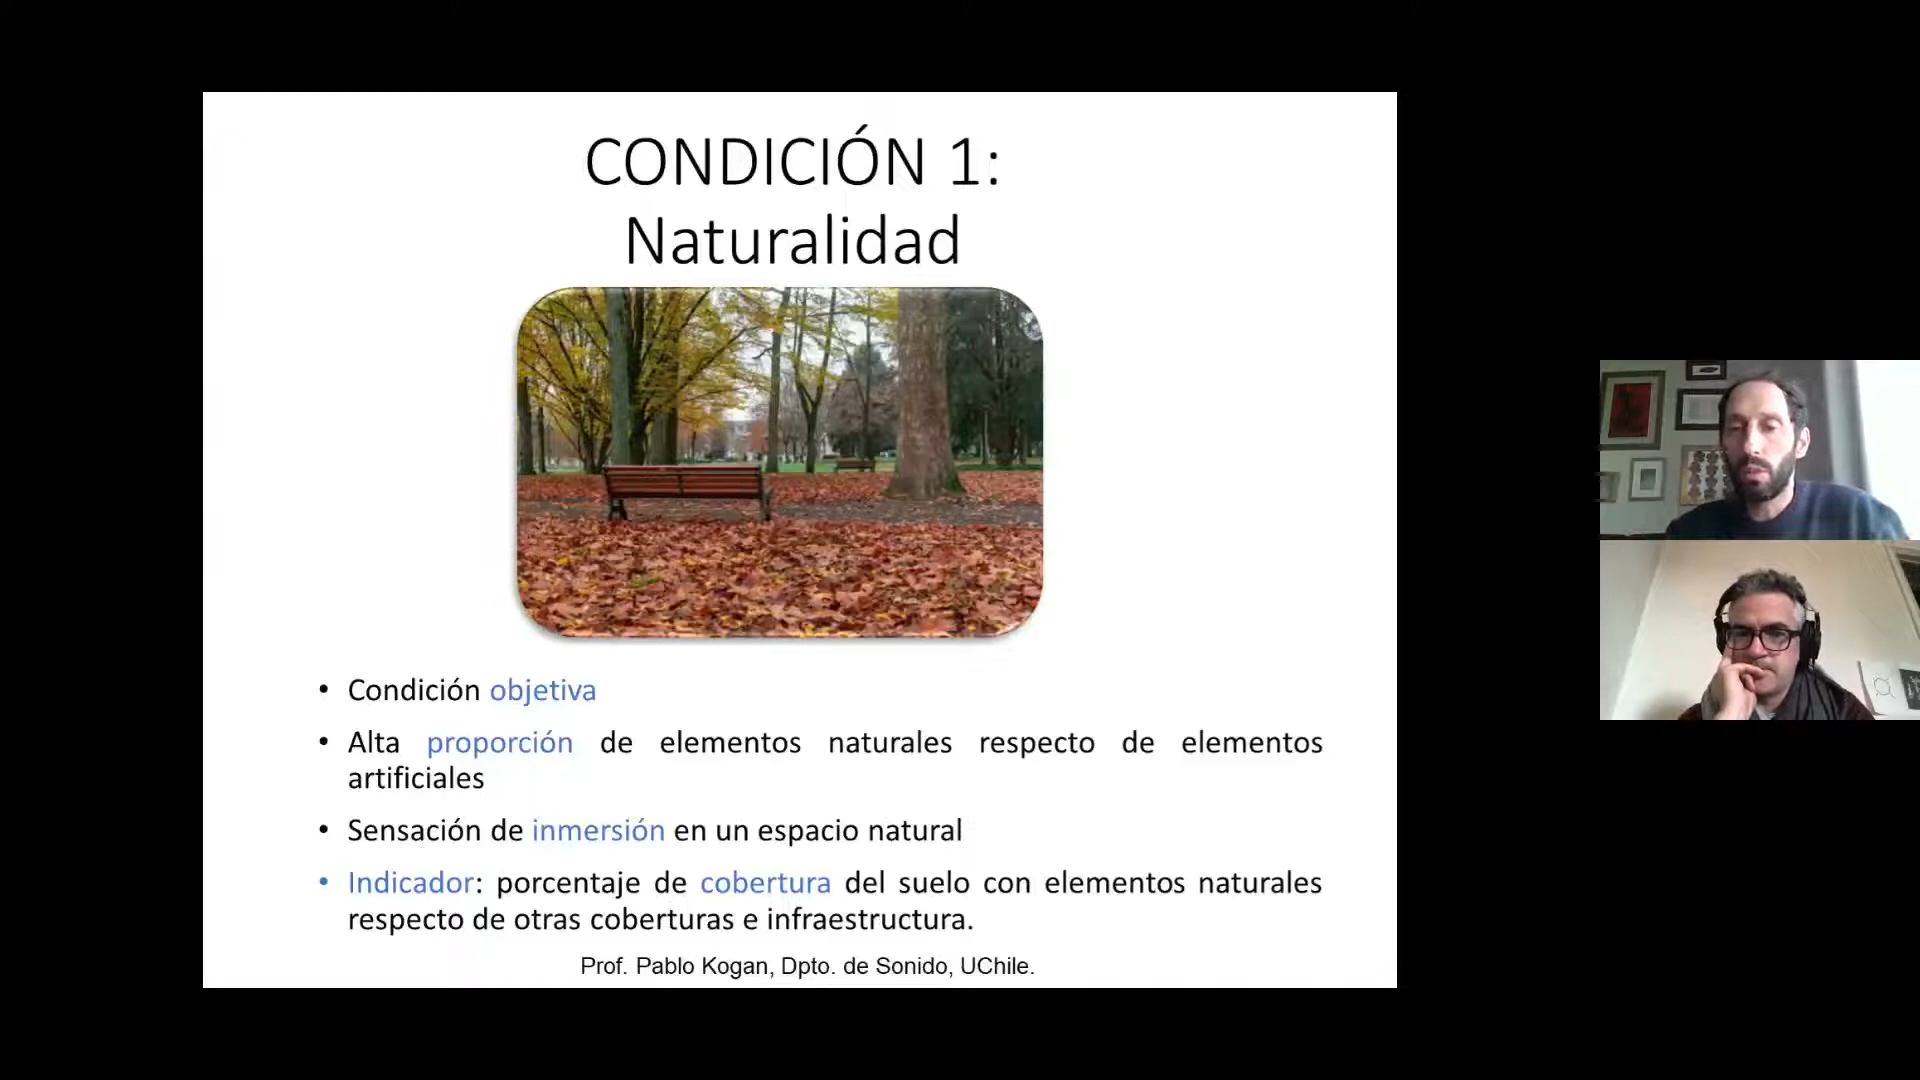 CONDICIÓN 1:
Naturalidad
• Condición objetiva
• Alta proporción de elementos naturales respecto de elementos
artificiales
• Sensación de inmersión en un espacio natural
• Indicador: porcentaje de cobertura del suelo con elementos naturales
respecto de otras coberturas e infraestructura.
Prof. Pablo Kogan, Dpto. de Sonido, UChile.